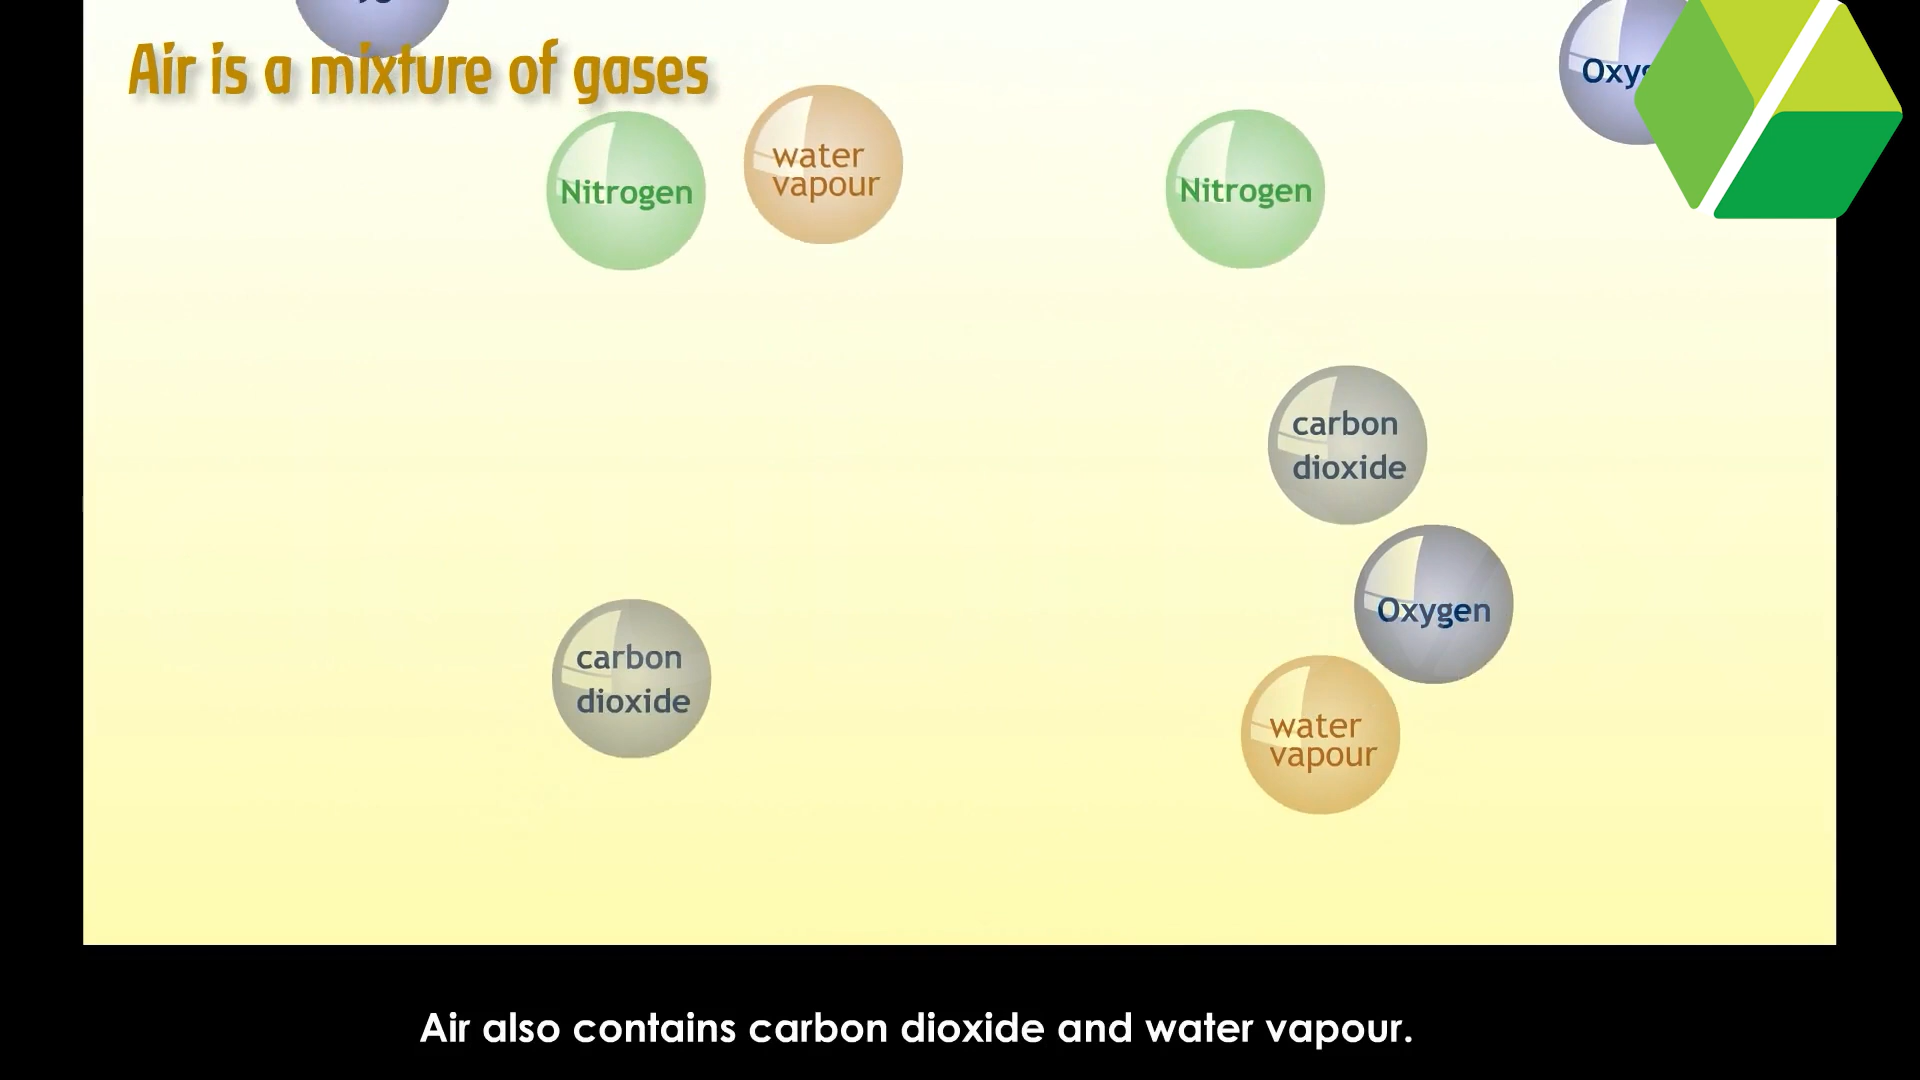 Air is a mixture of gases
Nitrogen
water
vapour
Nitrogen
carbon
dioxide
Oxygen
carbon
dioxide
water
vapour
Air also contains carbon dioxide and water vapour.